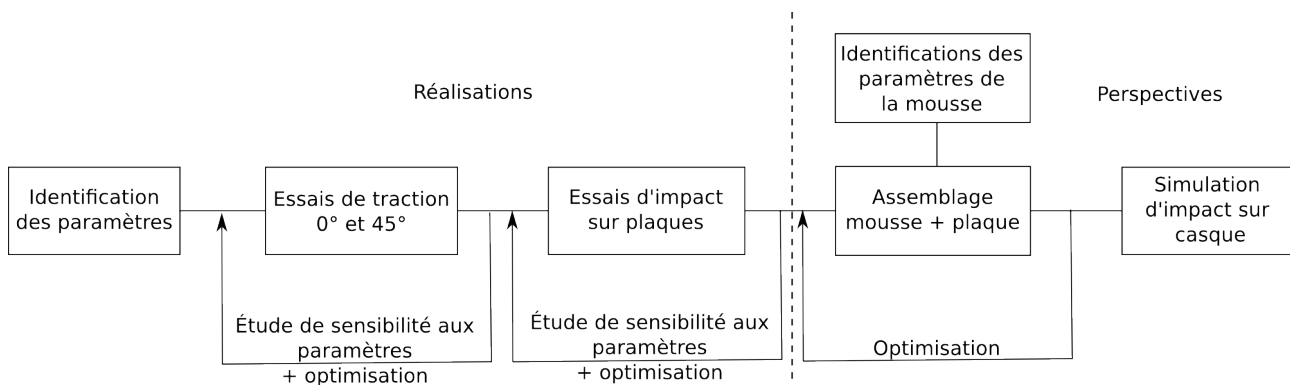 Réalisations
Perspectives
Identification
des paramètres
Essais de traction
0° et 45°
Étude de sensibilité aux
paramètres
+ optimisation
Essais d'impact
sur plaques
Étude de sensibilité aux
paramètres
+ optimisation
Identifications des
paramètres de
la mousse
Assemblage
mousse + plaque
Optimisation
Simulation
d'impact sur
casque